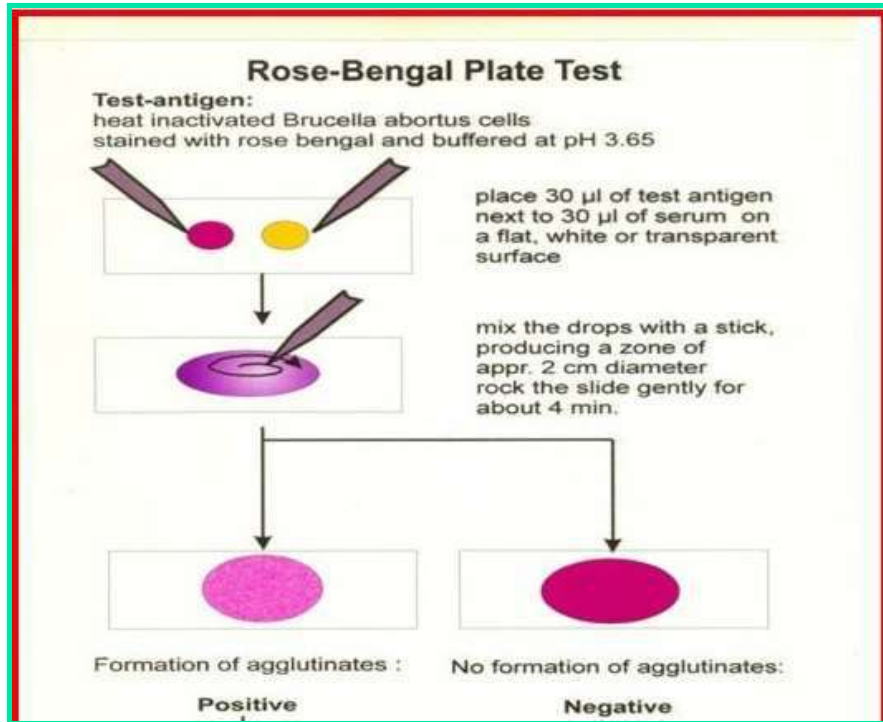 Rose-Bengal Plate Test
Test-antigen:
heat inactivated Brucella abortus cells
stained with rose bengal and buffered at pH 3.65
place 30 µl of test antigen
next to 30 µl of serum on
a flat, white or transparent
surface
mix the drops with a stick,
producing a zone of
appr. 2 cm diameter
rock the slide gently for
about 4 min.
Formation of agglutinates :
No formation of agglutinates:
Positive
Negative